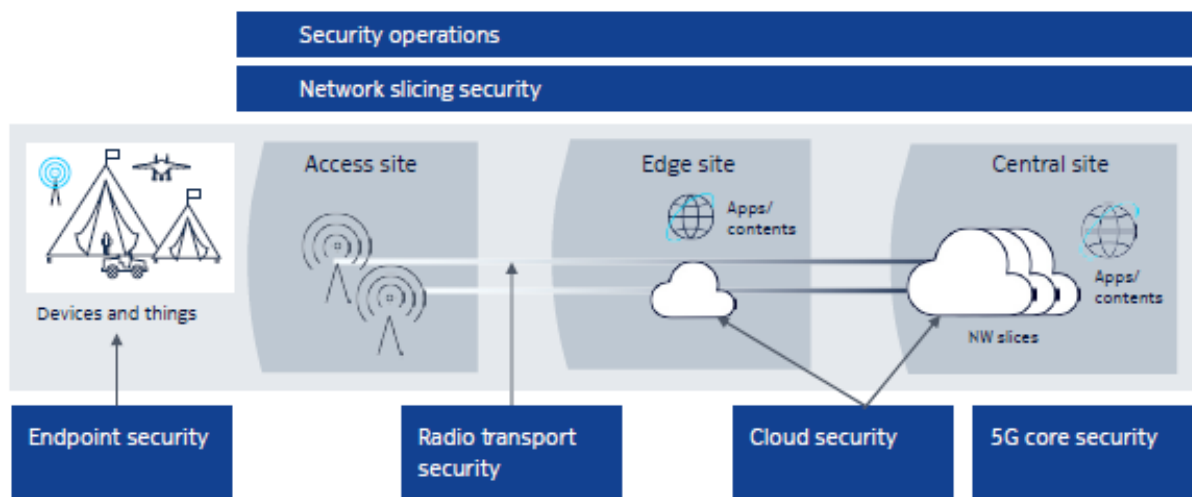 Security operations
Network slicing security
Access site
Edge site
Central site
Apps/
contents
Apps/
contents
Devices and things
NW slices
Endpoint security
Radio transport
security
Cloud security
5G core security